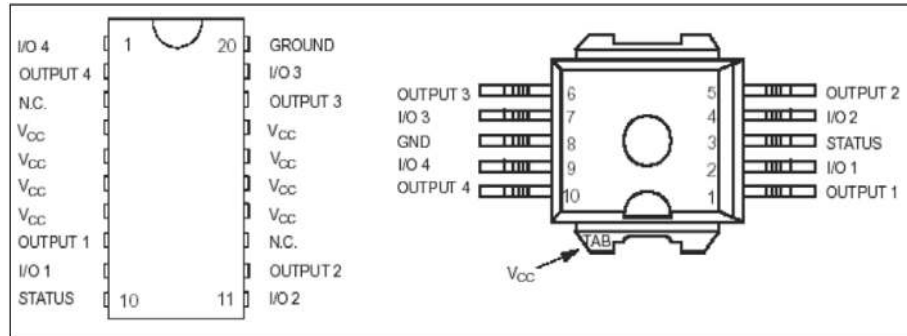 I/O 4 1 20 GROUND
OUTPUT 4 I/O 3
N.C. OUTPUT 3
VCC VCC
VCC VCC
VCC VCC
VCC VCC
OUTPUT 1 N.C.
I/O 1 OUTPUT 2
STATUS 10 11 I/O 2
OUTPUT 3 6 5 OUTPUT 2
I/O 3 7 4 I/O 2
GND 8 3 STATUS
I/O 4 9 2 I/O 1
OUTPUT 4 10 1 OUTPUT 1
TAB
VCC